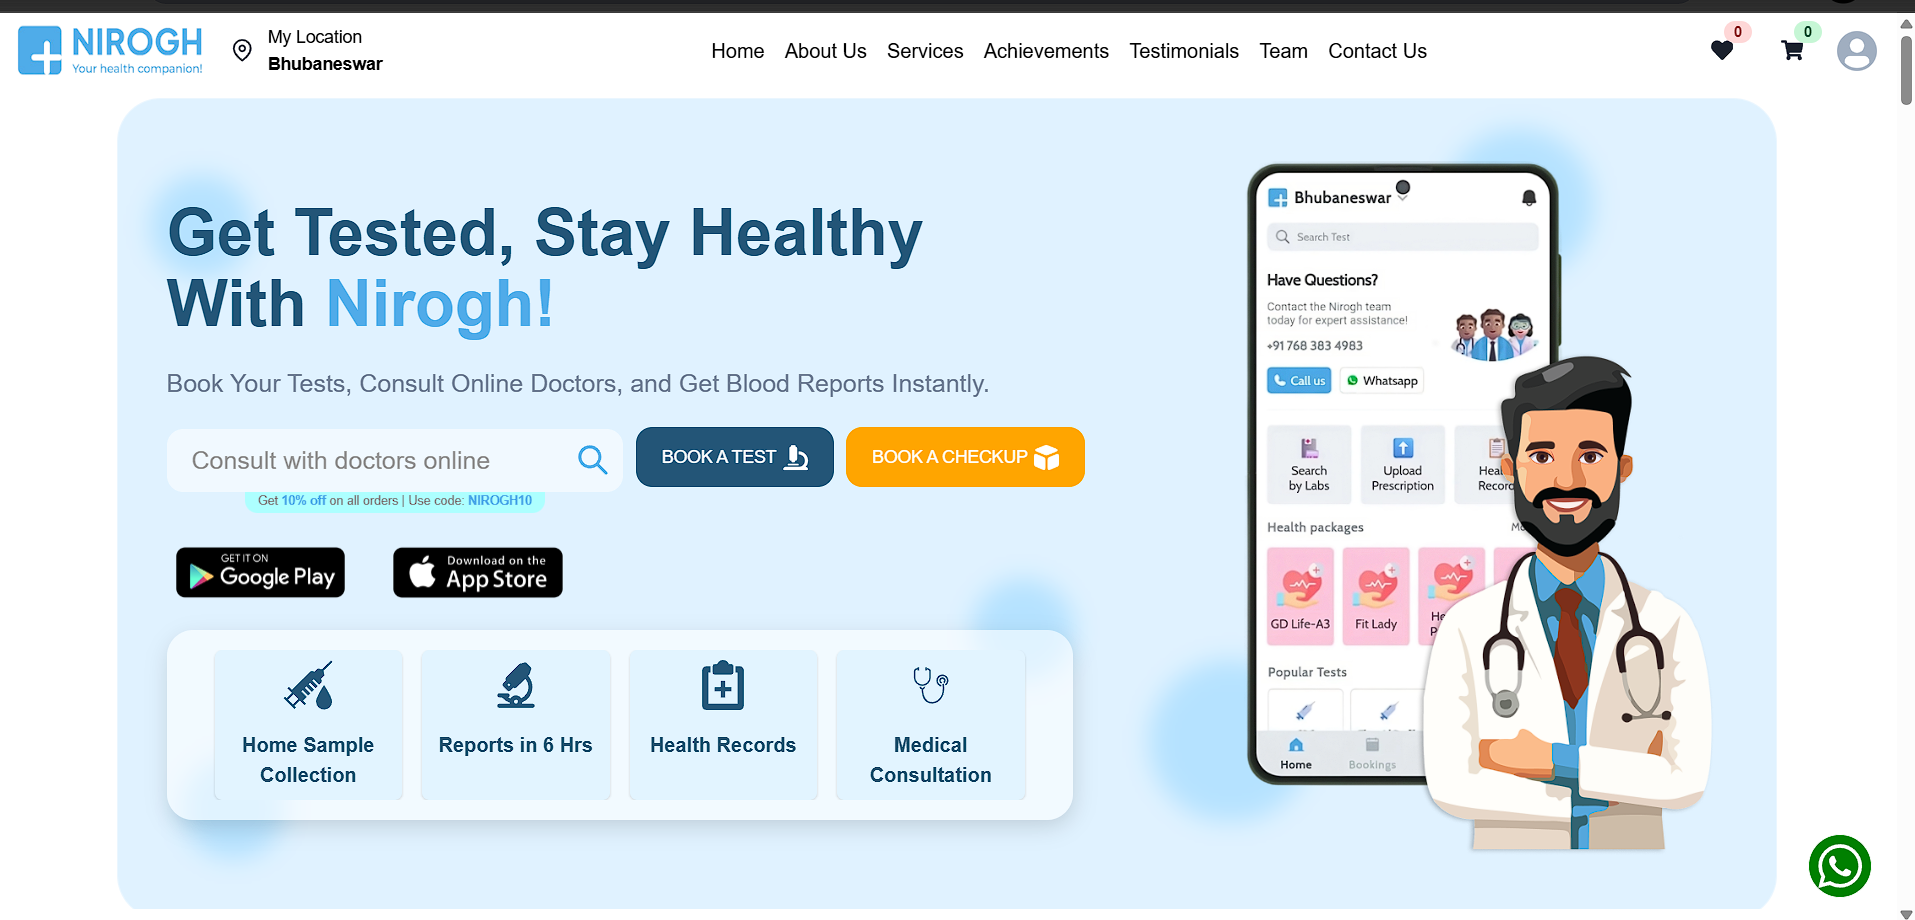 NIROGH
Your health companion!
My Location
Bhubaneswar
Home
About Us
Services
Achievements
Testimonials
Team
Contact Us
0
0
Get Tested, Stay Healthy
With Nirogh!
Book Your Tests, Consult Online Doctors, and Get Blood Reports Instantly.
Consult with doctors online
BOOK A TEST
BOOK A CHECKUP
Get 10% off on all orders | Use code: NIROGH10
GET IT ON
Google Play
Download on the
App Store
Home Sample
Collection
Reports in 6 Hrs
Health Records
Medical
Consultation
Bhubaneswar
Search Test
Have Questions?
Contact the Nirogh team
today for expert assistance!
+91 768 383 4983
Call us
Whatsapp
Search
by Labs
Upload
Prescription
Health packages
GD Life-A3
Fit Lady
Popular Tests
Home
Bookings